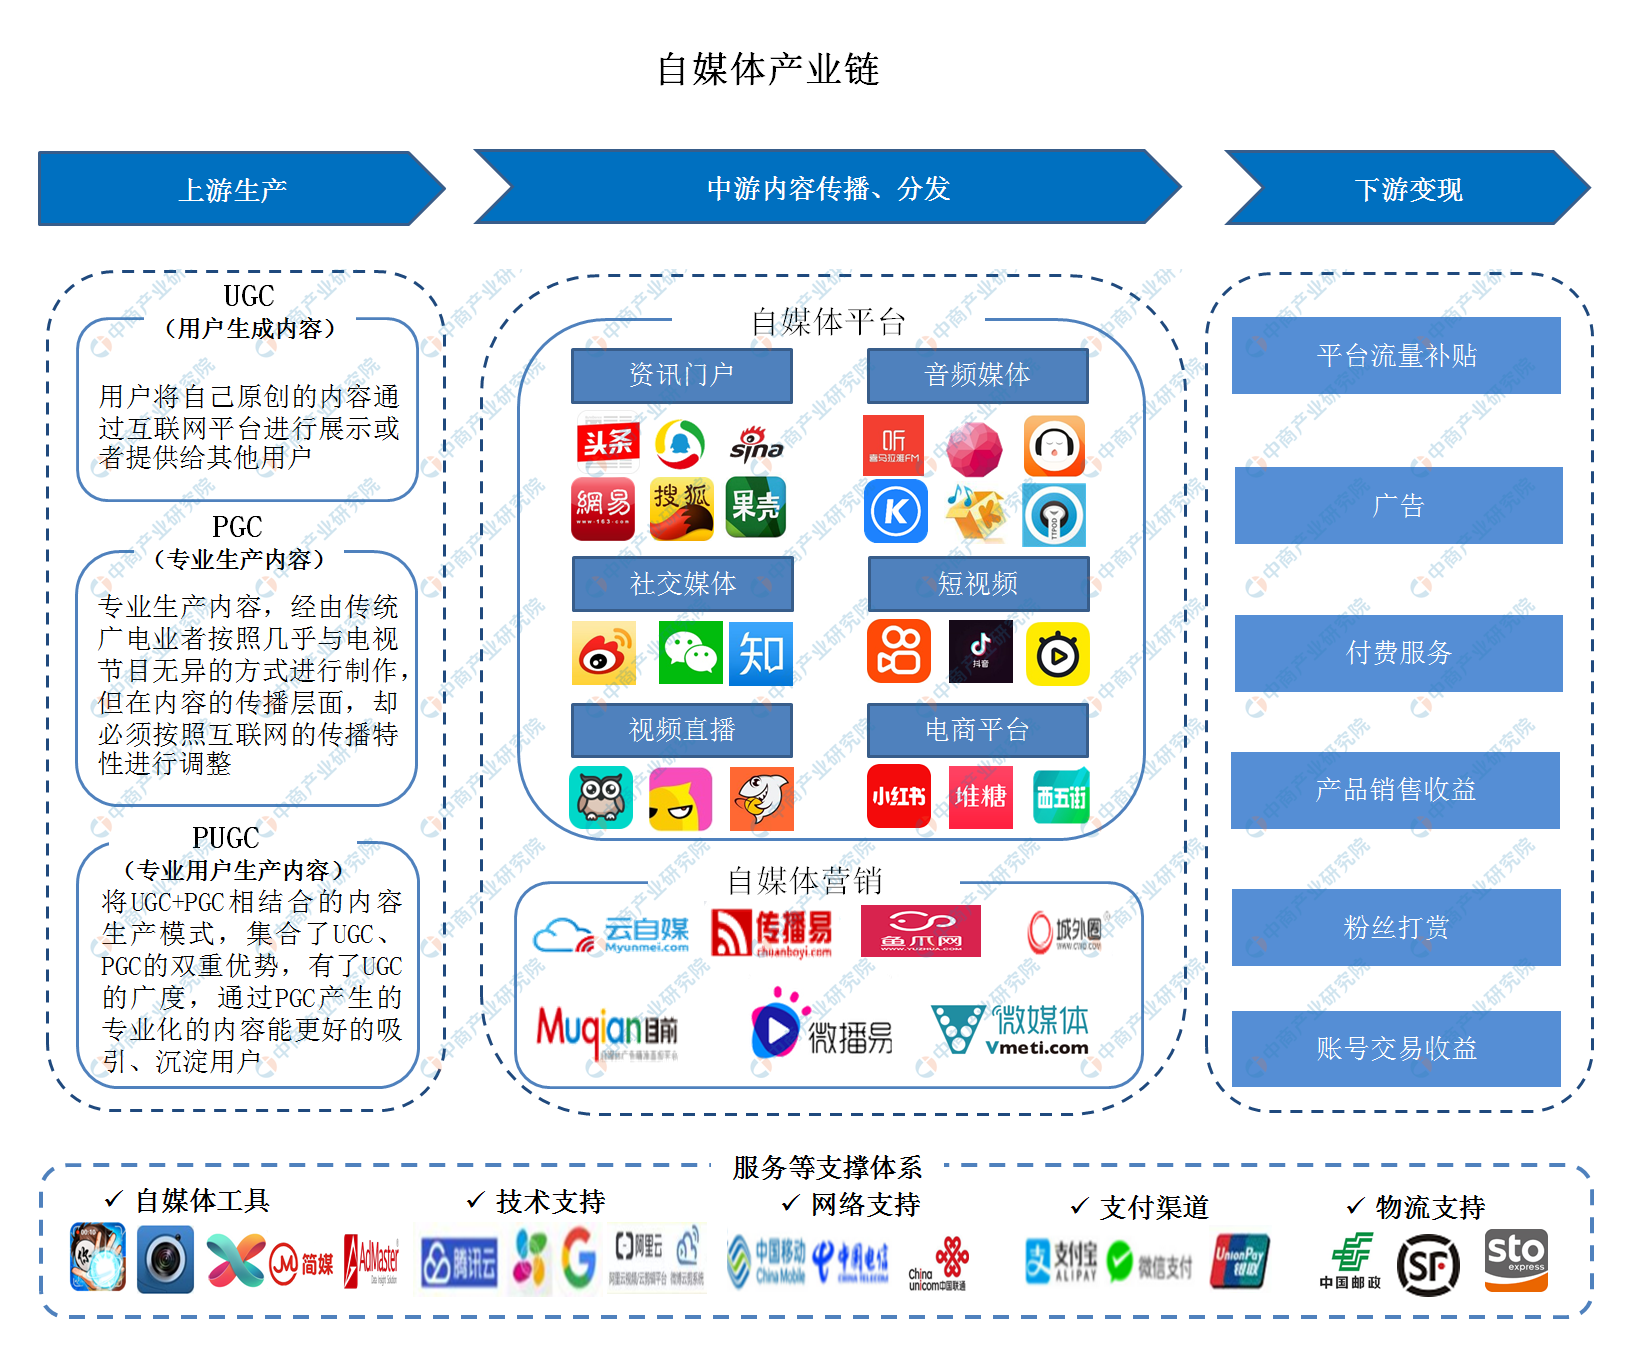 自媒体产业链
上游生产
中游内容传播、分发
下游变现
UGC
（用户生成内容）
用户将自己原创的内容通
过互联网平台进行展示或
者提供给其他用户
PGC
（专业生产内容）
专业生产内容，经由传统
广电业者按照几乎与电视
节目无异的方式进行制作，
但在内容的传播层面，却
必须按照互联网的传播特
性进行调整
PUGC
（专业用户生产内容）
将UGC+PGC相结合的内容
生产模式，集合了UGC、
PGC的双重优势，有了UGC
的广度，通过PGC产生的
专业化的内容能更好的吸
引、沉淀用户
自媒体平台
资讯门户
头条
sina
網易
www·163·com
搜狐
果壳
音频媒体
听
喜马拉雅FM
K
TTPOD
社交媒体
知
短视频
抖音
视频直播
电商平台
小红书
堆糖
西五街
自媒体营销
云自媒
Myunmei.com
传播易
chuanboyi.com
鱼爪网
WWW.YUZHUA.COM
城外圈
Muqian目前
微播易
微媒体
Vmeti.com
平台流量补贴
广告
付费服务
产品销售收益
粉丝打赏
账号交易收益
服务等支撑体系
✓ 自媒体工具
简媒
AdMaster
✓ 技术支持
腾讯云
G
阿里云
✓ 网络支持
中国移动
China Mobile
中国电信
CHINA TELECOM
China
unicom中国联通
✓ 支付渠道
支付宝
ALIPAY
微信支付
UnionPay
银联
✓ 物流支持
中国邮政
SF
sto
express
中商产业研究院